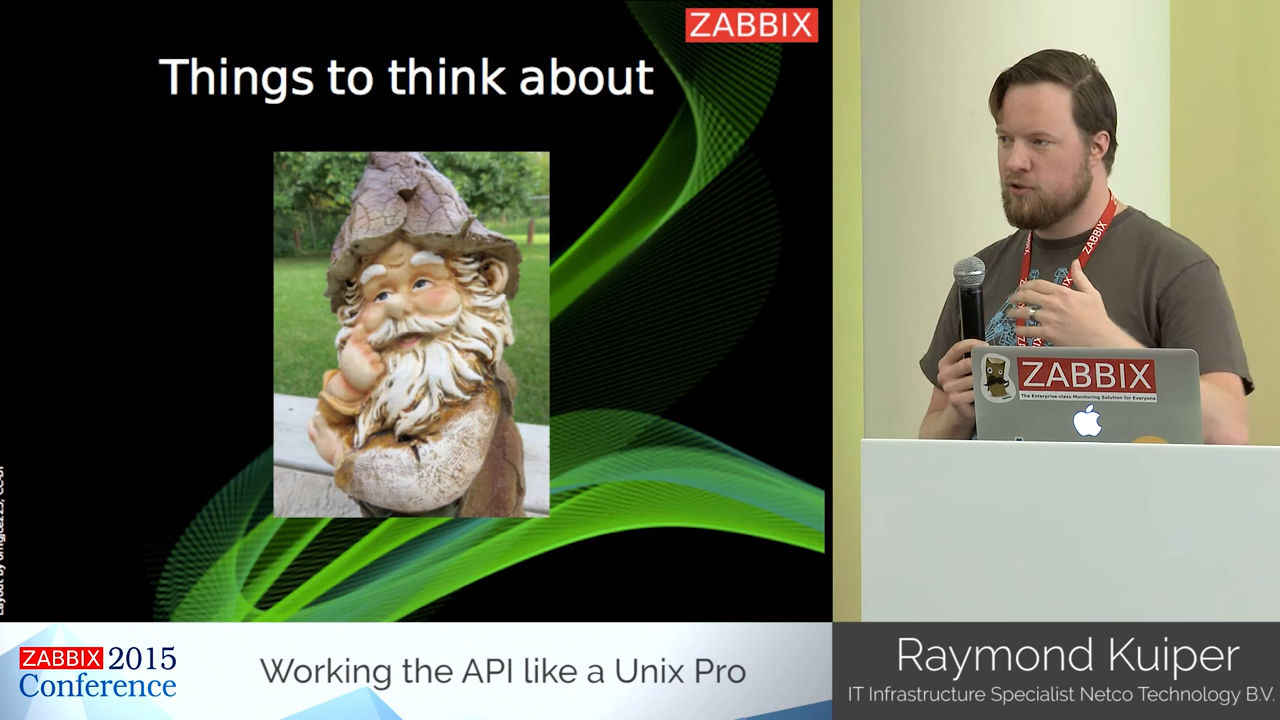 ZABBIX
Things to think about
ZABBIX
ZABBIX
The Enterprise-class Monitoring Solution for Everyone
ZABBIX 2015
Conference
Working the API like a Unix Pro
Raymond Kuiper
IT Infrastructure Specialist Netco Technology B.V.